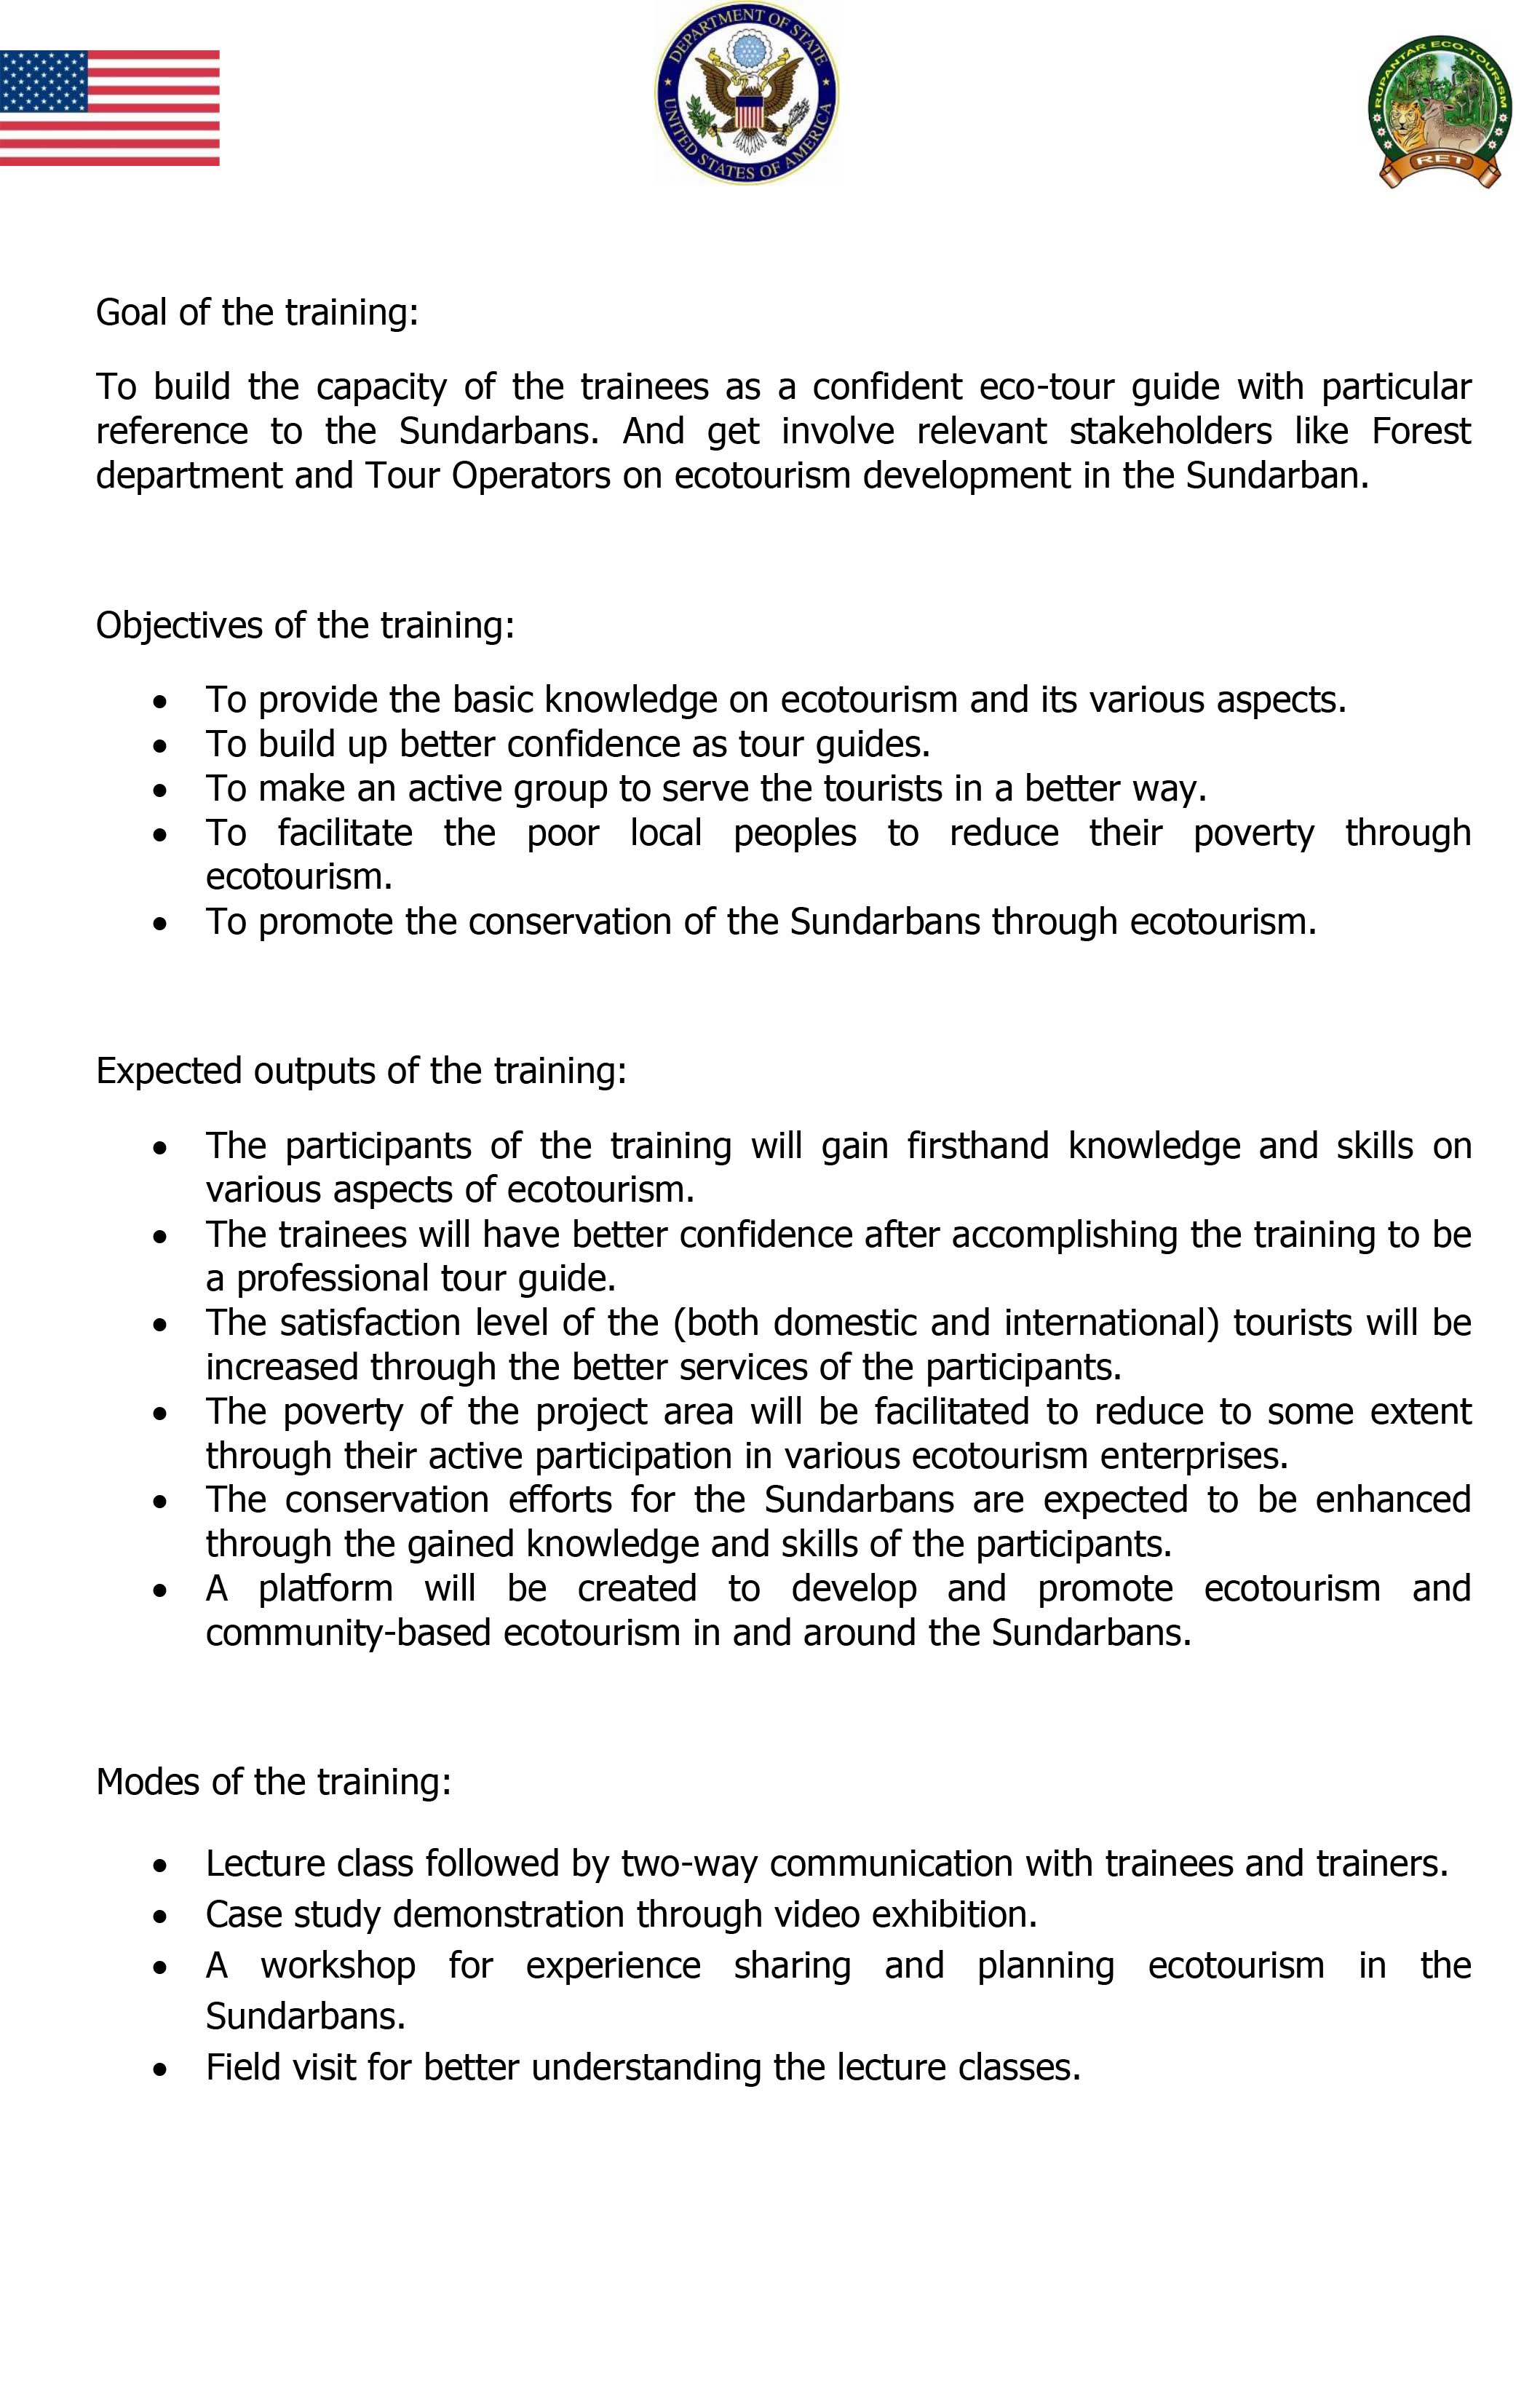 DEPARTMENT OF STATE
UNITED STATES OF AMERICA
RUPANTAR ECO-TOURISM
RET
Goal of the training:
To build the capacity of the trainees as a confident eco-tour guide with particular
reference to the Sundarbans. And get involve relevant stakeholders like Forest
department and Tour Operators on ecotourism development in the Sundarban.
Objectives of the training:
• To provide the basic knowledge on ecotourism and its various aspects.
• To build up better confidence as tour guides.
• To make an active group to serve the tourists in a better way.
• To facilitate the poor local peoples to reduce their poverty through
ecotourism.
• To promote the conservation of the Sundarbans through ecotourism.
Expected outputs of the training:
• The participants of the training will gain firsthand knowledge and skills on
various aspects of ecotourism.
• The trainees will have better confidence after accomplishing the training to be
a professional tour guide.
• The satisfaction level of the (both domestic and international) tourists will be
increased through the better services of the participants.
• The poverty of the project area will be facilitated to reduce to some extent
through their active participation in various ecotourism enterprises.
• The conservation efforts for the Sundarbans are expected to be enhanced
through the gained knowledge and skills of the participants.
• A platform will be created to develop and promote ecotourism and
community-based ecotourism in and around the Sundarbans.
Modes of the training:
• Lecture class followed by two-way communication with trainees and trainers.
• Case study demonstration through video exhibition.
• A workshop for experience sharing and planning ecotourism in the
Sundarbans.
• Field visit for better understanding the lecture classes.